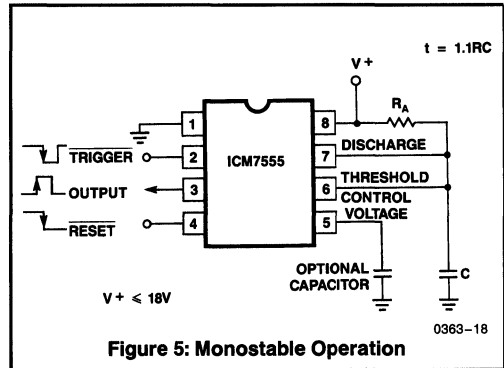 t = 1.1RC
V+
RA
1
8
TRIGGER
2
ICM7555
7
DISCHARGE
OUTPUT
3
6
THRESHOLD
RESET
4
5
CONTROL
VOLTAGE
OPTIONAL
CAPACITOR
C
V+ ⩽ 18V
0363–18
Figure 5: Monostable Operation